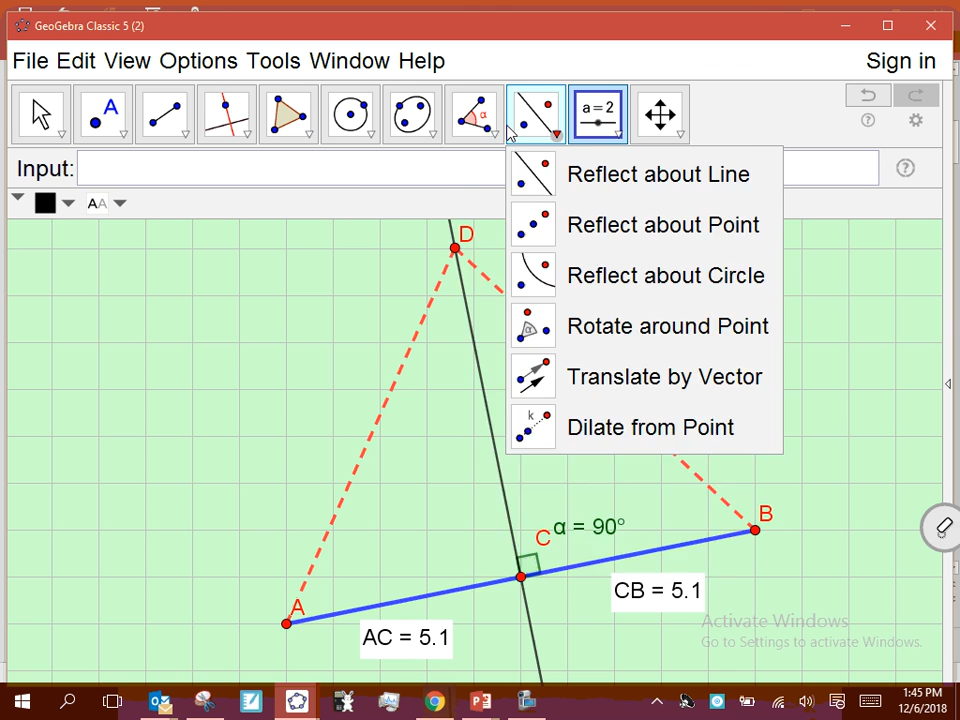 GeoGebra Classic 5 (2)
File Edit View Options Tools Window Help
Sign in
A
α
a = 2
Input:
AA
Reflect about Line
Reflect about Point
Reflect about Circle
α
Rotate around Point
Translate by Vector
k
Dilate from Point
D
B
α = 90°
C
CB = 5.1
A
AC = 5.1
Activate Windows
Go to Settings to activate Windows.
1:45 PM
12/6/2018